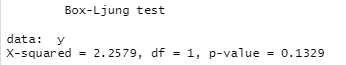 Box-Ljung test
data:  y
X-squared = 2.2579, df = 1, p-value = 0.1329